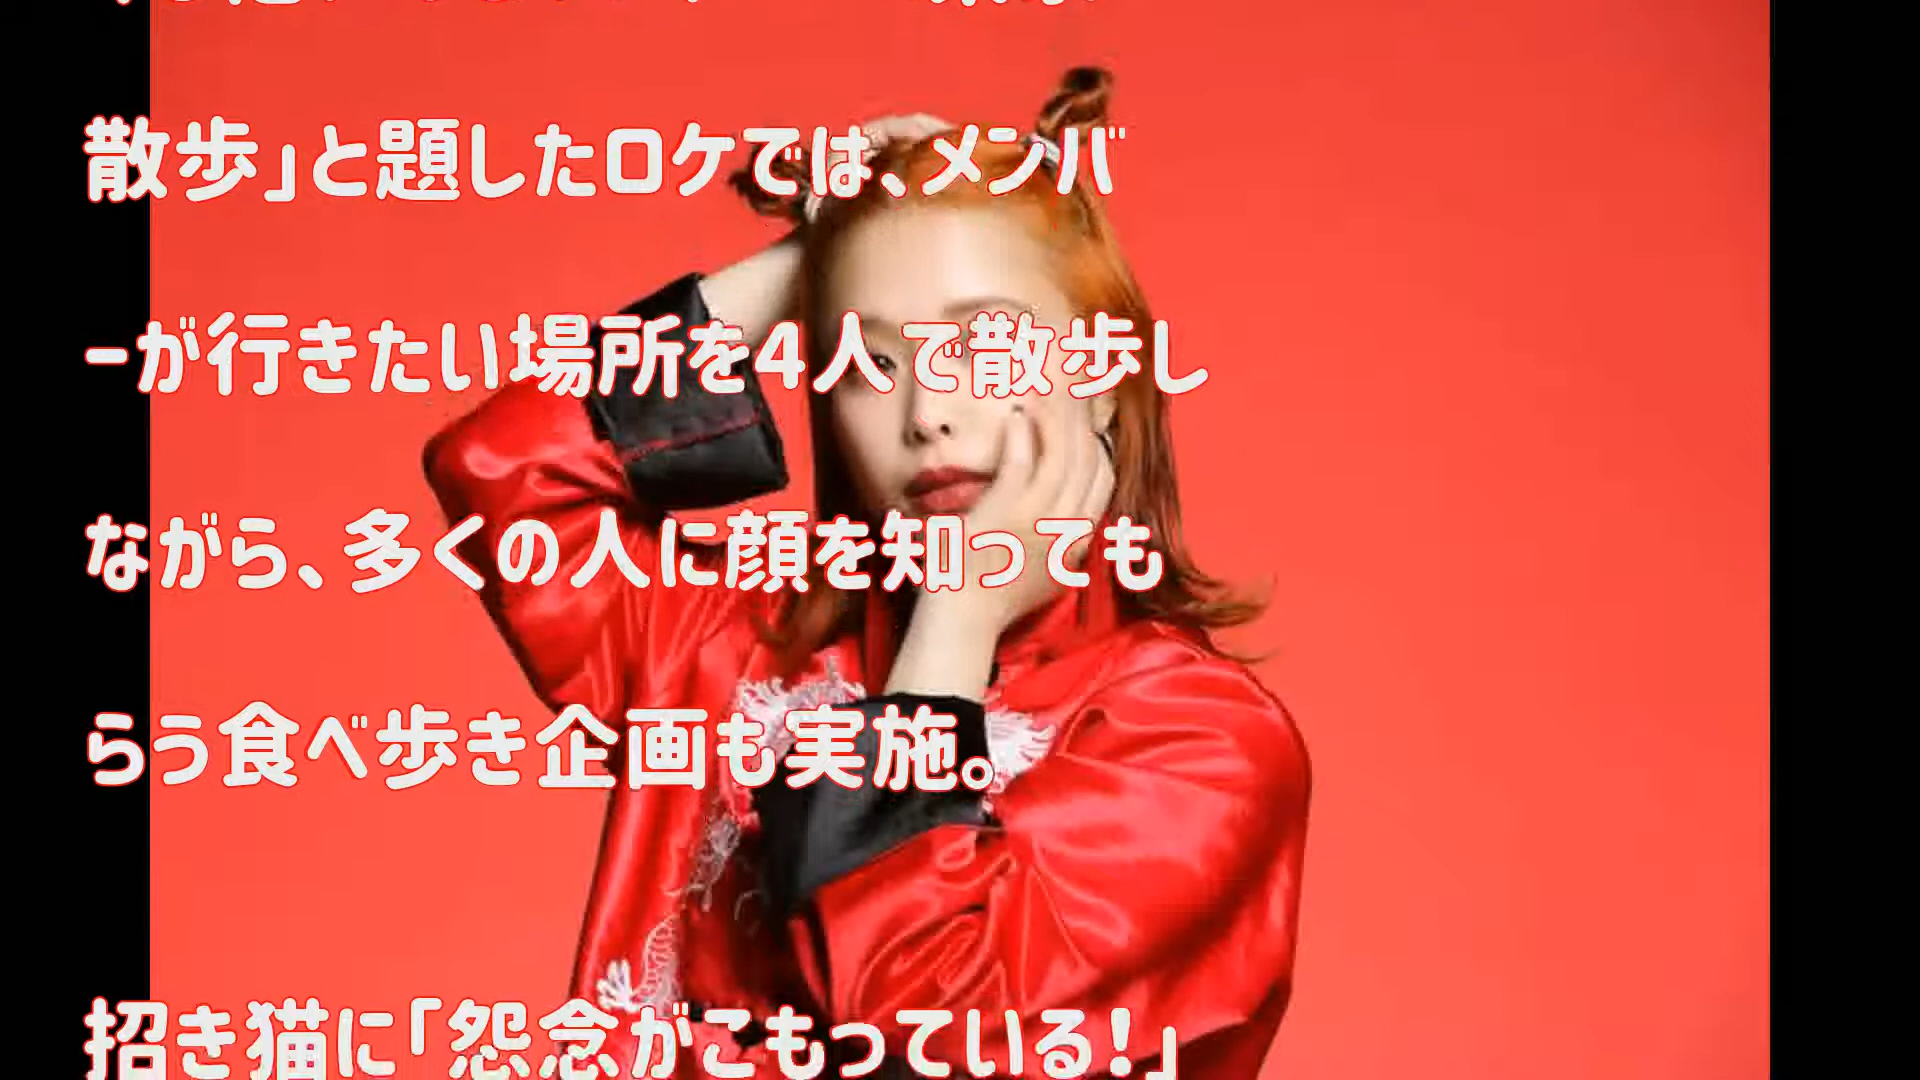 散歩」と題したロケでは、メンバ
ーが行きたい場所を4人で散歩し
ながら、多くの人に顔を知っても
らう食べ歩き企画も実施。
招き猫に「怨念がこもっている!」